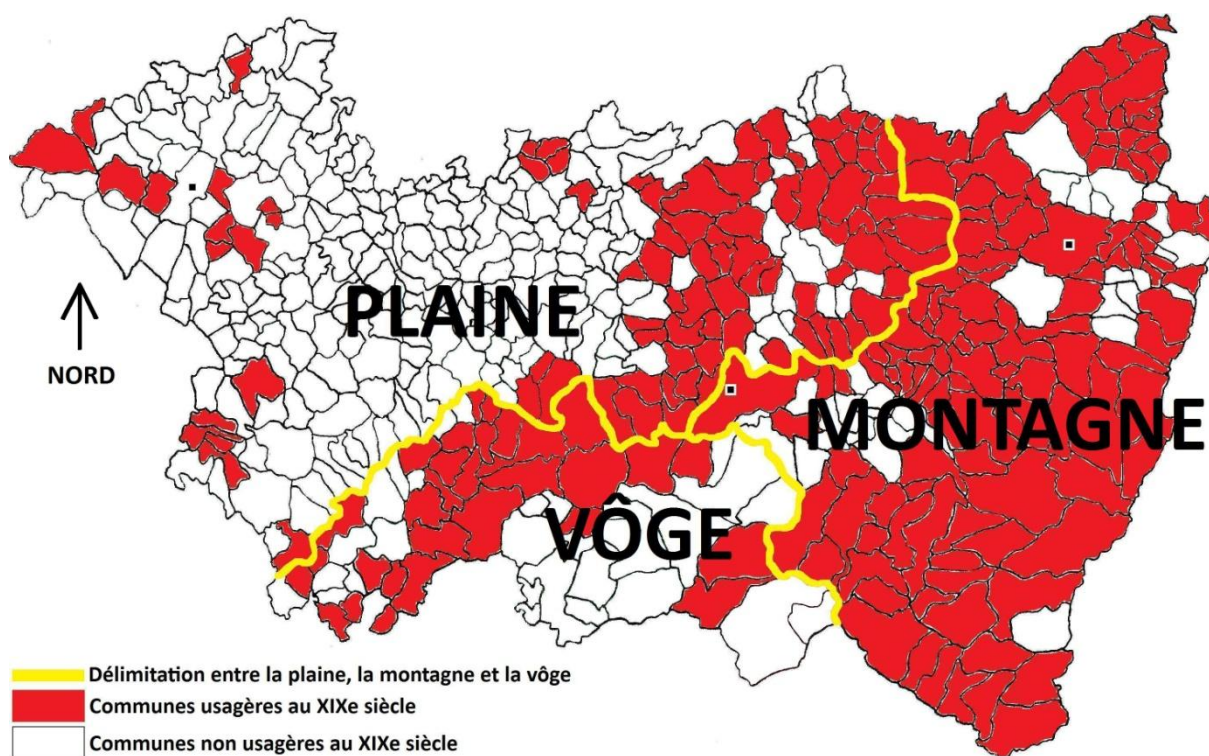 PLAINE
NORD
MONTAGNE
VÔGE
Délimitation entre la plaine, la montagne et la vôge
Communes usagères au XIXe siècle
Communes non usagères au XIXe siècle